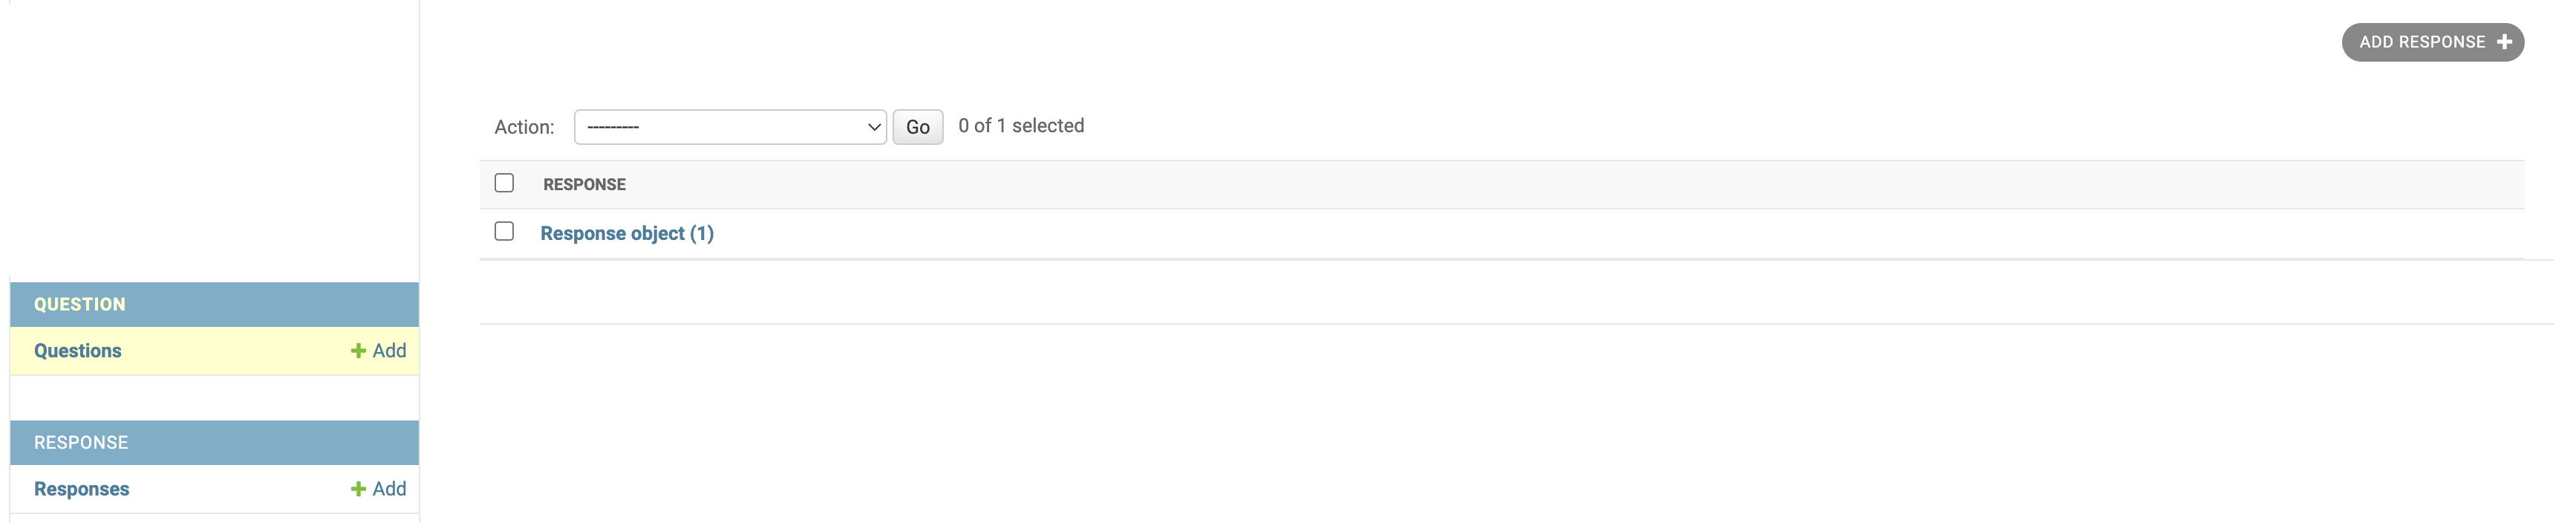 ADD RESPONSE
Action: --------- Go 0 of 1 selected
RESPONSE
Response object (1)
QUESTION
Questions Add
RESPONSE
Responses Add